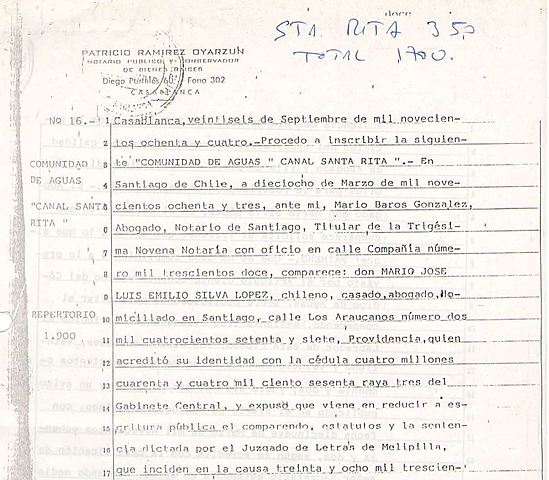 doce
STA. RITA 350
TOTAL 1700.
PATRICIO RAMIREZ OYARZUN
NOTARIO PUBLICO Y CONSERVADOR
DE BIENES RAICES
Diego Portales 60 - Fono 302
CASABLANCA
No 16.- 1 Casablanca, veintiseis de Septiembre de mil novecien-
2 tos ochenta y cuatro.-Procedo a inscribir la siguien-
COMUNIDAD 3 te "COMUNIDAD DE AGUAS " CANAL SANTA RITA ".- En
DE AGUAS 4 Santiago de Chile, a dieciocho de Marzo de mil nove-
"CANAL SANTA 5 cientos ochenta y tres, ante mi, Mario Baros Gonzalez,
RITA " 6 Abogado, Notario de Santiago, Titular de la Trigési-
7 ma Novena Notaría con oficio en calle Compañía núme-
8 ro mil trescientos doce, comparece: don MARIO JOSE
9 LUIS EMILIO SILVA LOPEZ, chileno, casado,abogado,do-
REPERTORIO 10 miciliado en Santiago, calle Los Araucanos número dos
1.900 11 mil cuatrocientos setenta y siete, Providencia,quien
12 acreditó su identidad con la cédula cuatro millones
13 cuarenta y cuatro mil ciento sesenta raya tres del
14 Gabinete Central, y expuso que viene en reducir a es-
15 critura pública el comparendo, estatutos y la senten-
16 cia dictada por el Juzgado de Letras de Melipilla,
17 que inciden en la causa treinta y ocho mil trescien-